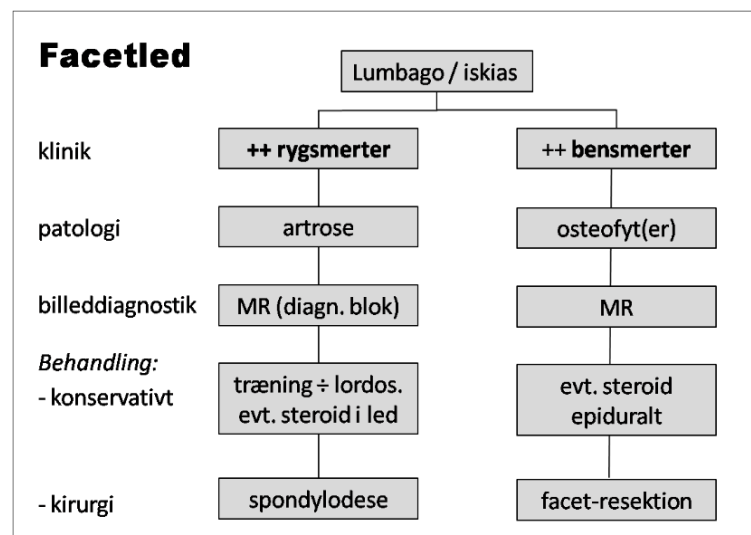 Facetled
Lumbago / iskias
klinik
++ rygsmerter
++ bensmerter
patologi
artrose
osteofyt(er)
billeddiagnostik
MR (diagn. blok)
MR
Behandling:
- konservativt
træning ÷ lordos.
evt. steroid i led
evt. steroid
epiduralt
- kirurgi
spondylodese
facet-resektion